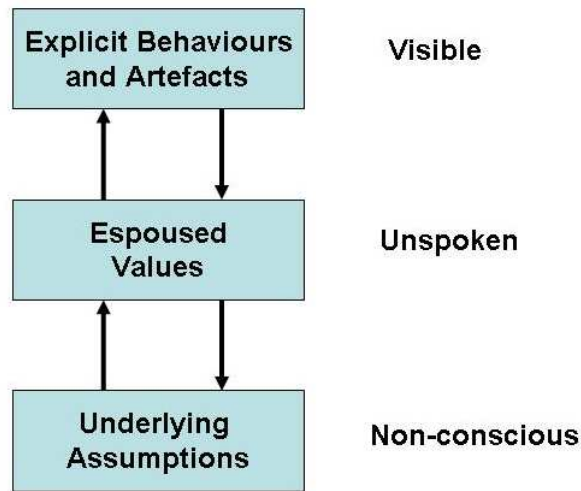 Explicit Behaviours
and Artefacts
Visible
Espoused
Values
Unspoken
Underlying
Assumptions
Non-conscious